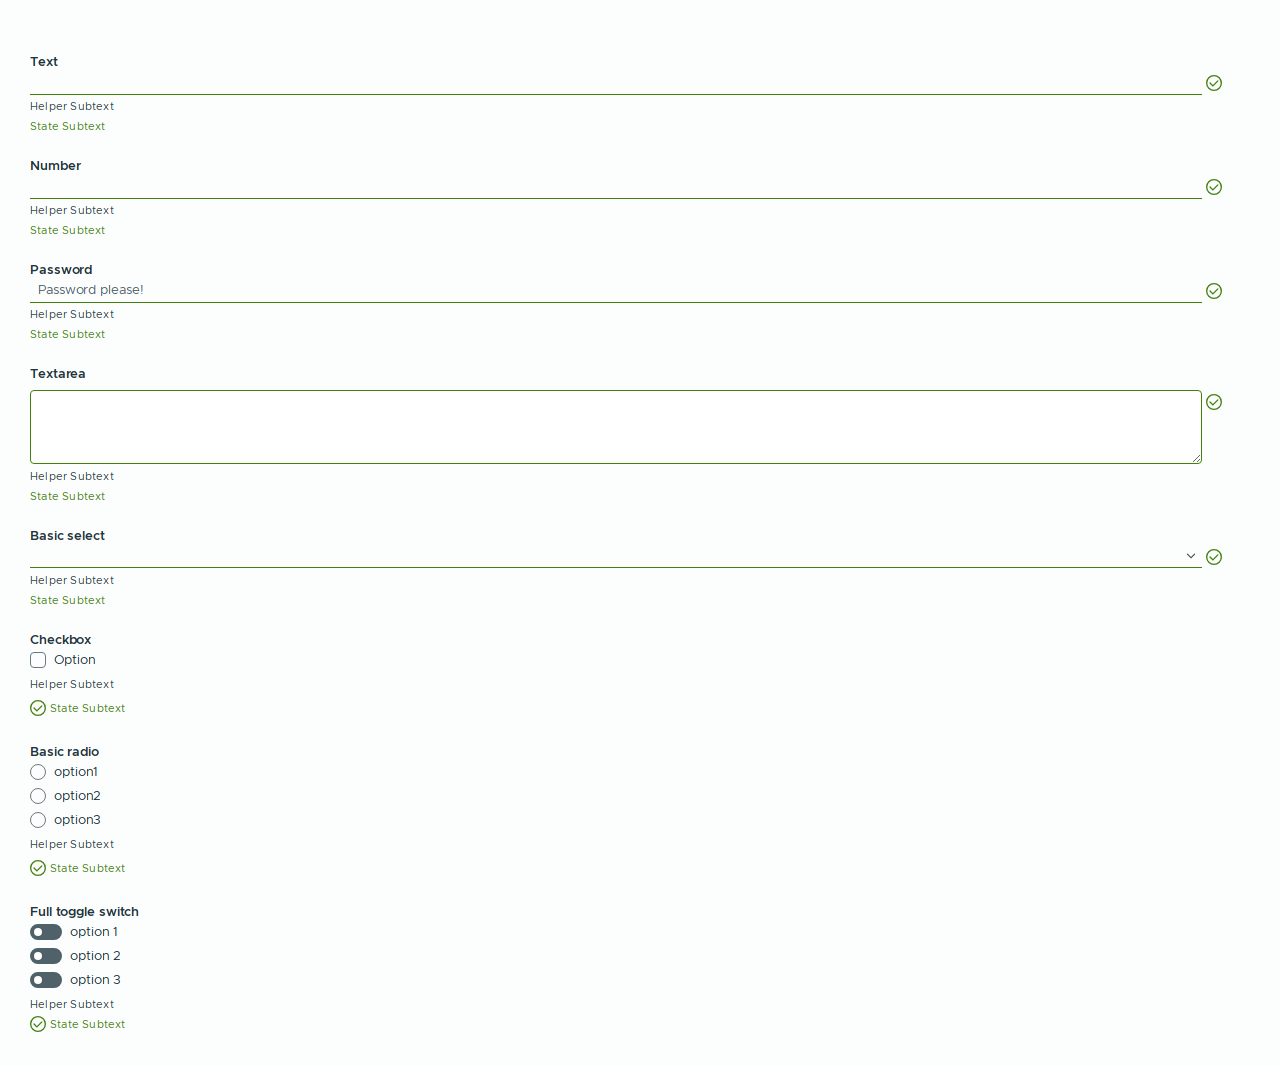 Text
Helper Subtext
State Subtext
Number
Helper Subtext
State Subtext
Password
Password please!
Helper Subtext
State Subtext
Textarea
Helper Subtext
State Subtext
Basic select
Helper Subtext
State Subtext
Checkbox
Option
Helper Subtext
State Subtext
Basic radio
option1
option2
option3
Helper Subtext
State Subtext
Full toggle switch
option 1
option 2
option 3
Helper Subtext
State Subtext